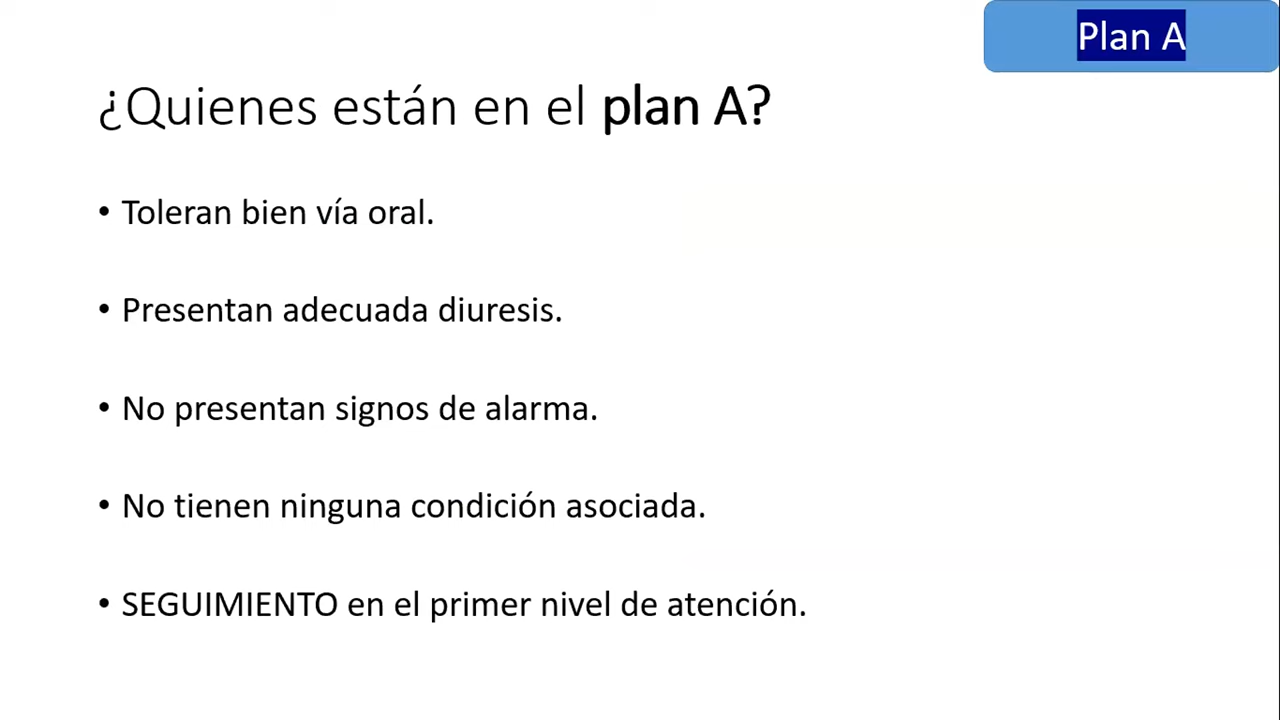 Plan A
¿Quienes están en el plan A?
• Toleran bien vía oral.
• Presentan adecuada diuresis.
• No presentan signos de alarma.
• No tienen ninguna condición asociada.
• SEGUIMIENTO en el primer nivel de atención.